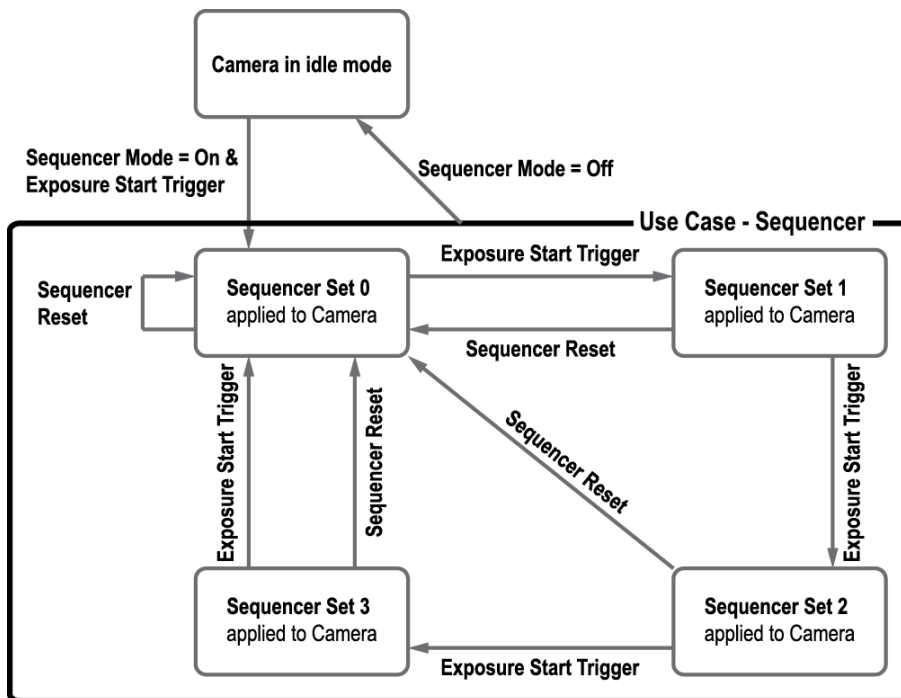 Camera in idle mode
Sequencer Mode = On &
Exposure Start Trigger
Sequencer Mode = Off
Use Case - Sequencer
Sequencer
Reset
Sequencer Set 0
applied to Camera
Exposure Start Trigger
Sequencer Set 1
applied to Camera
Sequencer Reset
Exposure Start Trigger
Sequencer Reset
Sequencer Reset
Exposure Start Trigger
Sequencer Set 3
applied to Camera
Exposure Start Trigger
Sequencer Set 2
applied to Camera